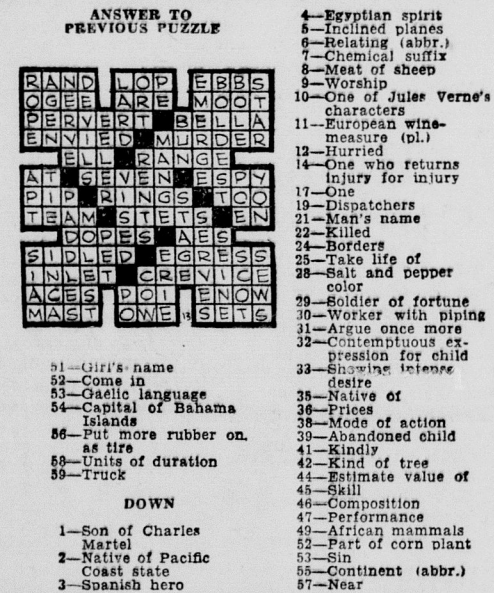 ANSWER TO
PREVIOUS PUZZLE
RAND LOP EBBS
OGEE ARE MOOT
PERVERT BELLA
ENVIED MURDER
ELL RANGE
AT SEVEN ESPY
PIP RINGS TOO
TEAM STETS EN
DOPES AES
SIDLED EGRESS
INLET CREVICE
ACES POI ENOW
MAST OWE 13 SETS
51—Girl's name
52—Come in
53—Gaelic language
54—Capital of Bahama
Islands
56—Put more rubber on,
as tire
58—Units of duration
59—Truck
DOWN
1—Son of Charles
Martel
2—Native of Pacific
Coast state
3—Spanish hero
4—Egyptian spirit
5—Inclined planes
6—Relating (abbr.)
7—Chemical suffix
8—Meat of sheep
9—Worship
10—One of Jules Verne's
characters
11—European wine-
measure (pl.)
12—Hurried
14—One who returns
injury for injury
17—One
19—Dispatchers
21—Man's name
22—Killed
24—Borders
25—Take life of
28—Salt and pepper
color
29—Soldier of fortune
30—Worker with piping
31—Argue once more
32—Contemptuous ex-
pression for child
33—Showing intense
desire
35—Native of
36—Prices
38—Mode of action
39—Abandoned child
41—Kindly
42—Kind of tree
44—Estimate value of
45—Skill
46—Composition
47—Performance
49—African mammals
52—Part of corn plant
53—Sin
55—Continent (abbr.)
57—Near